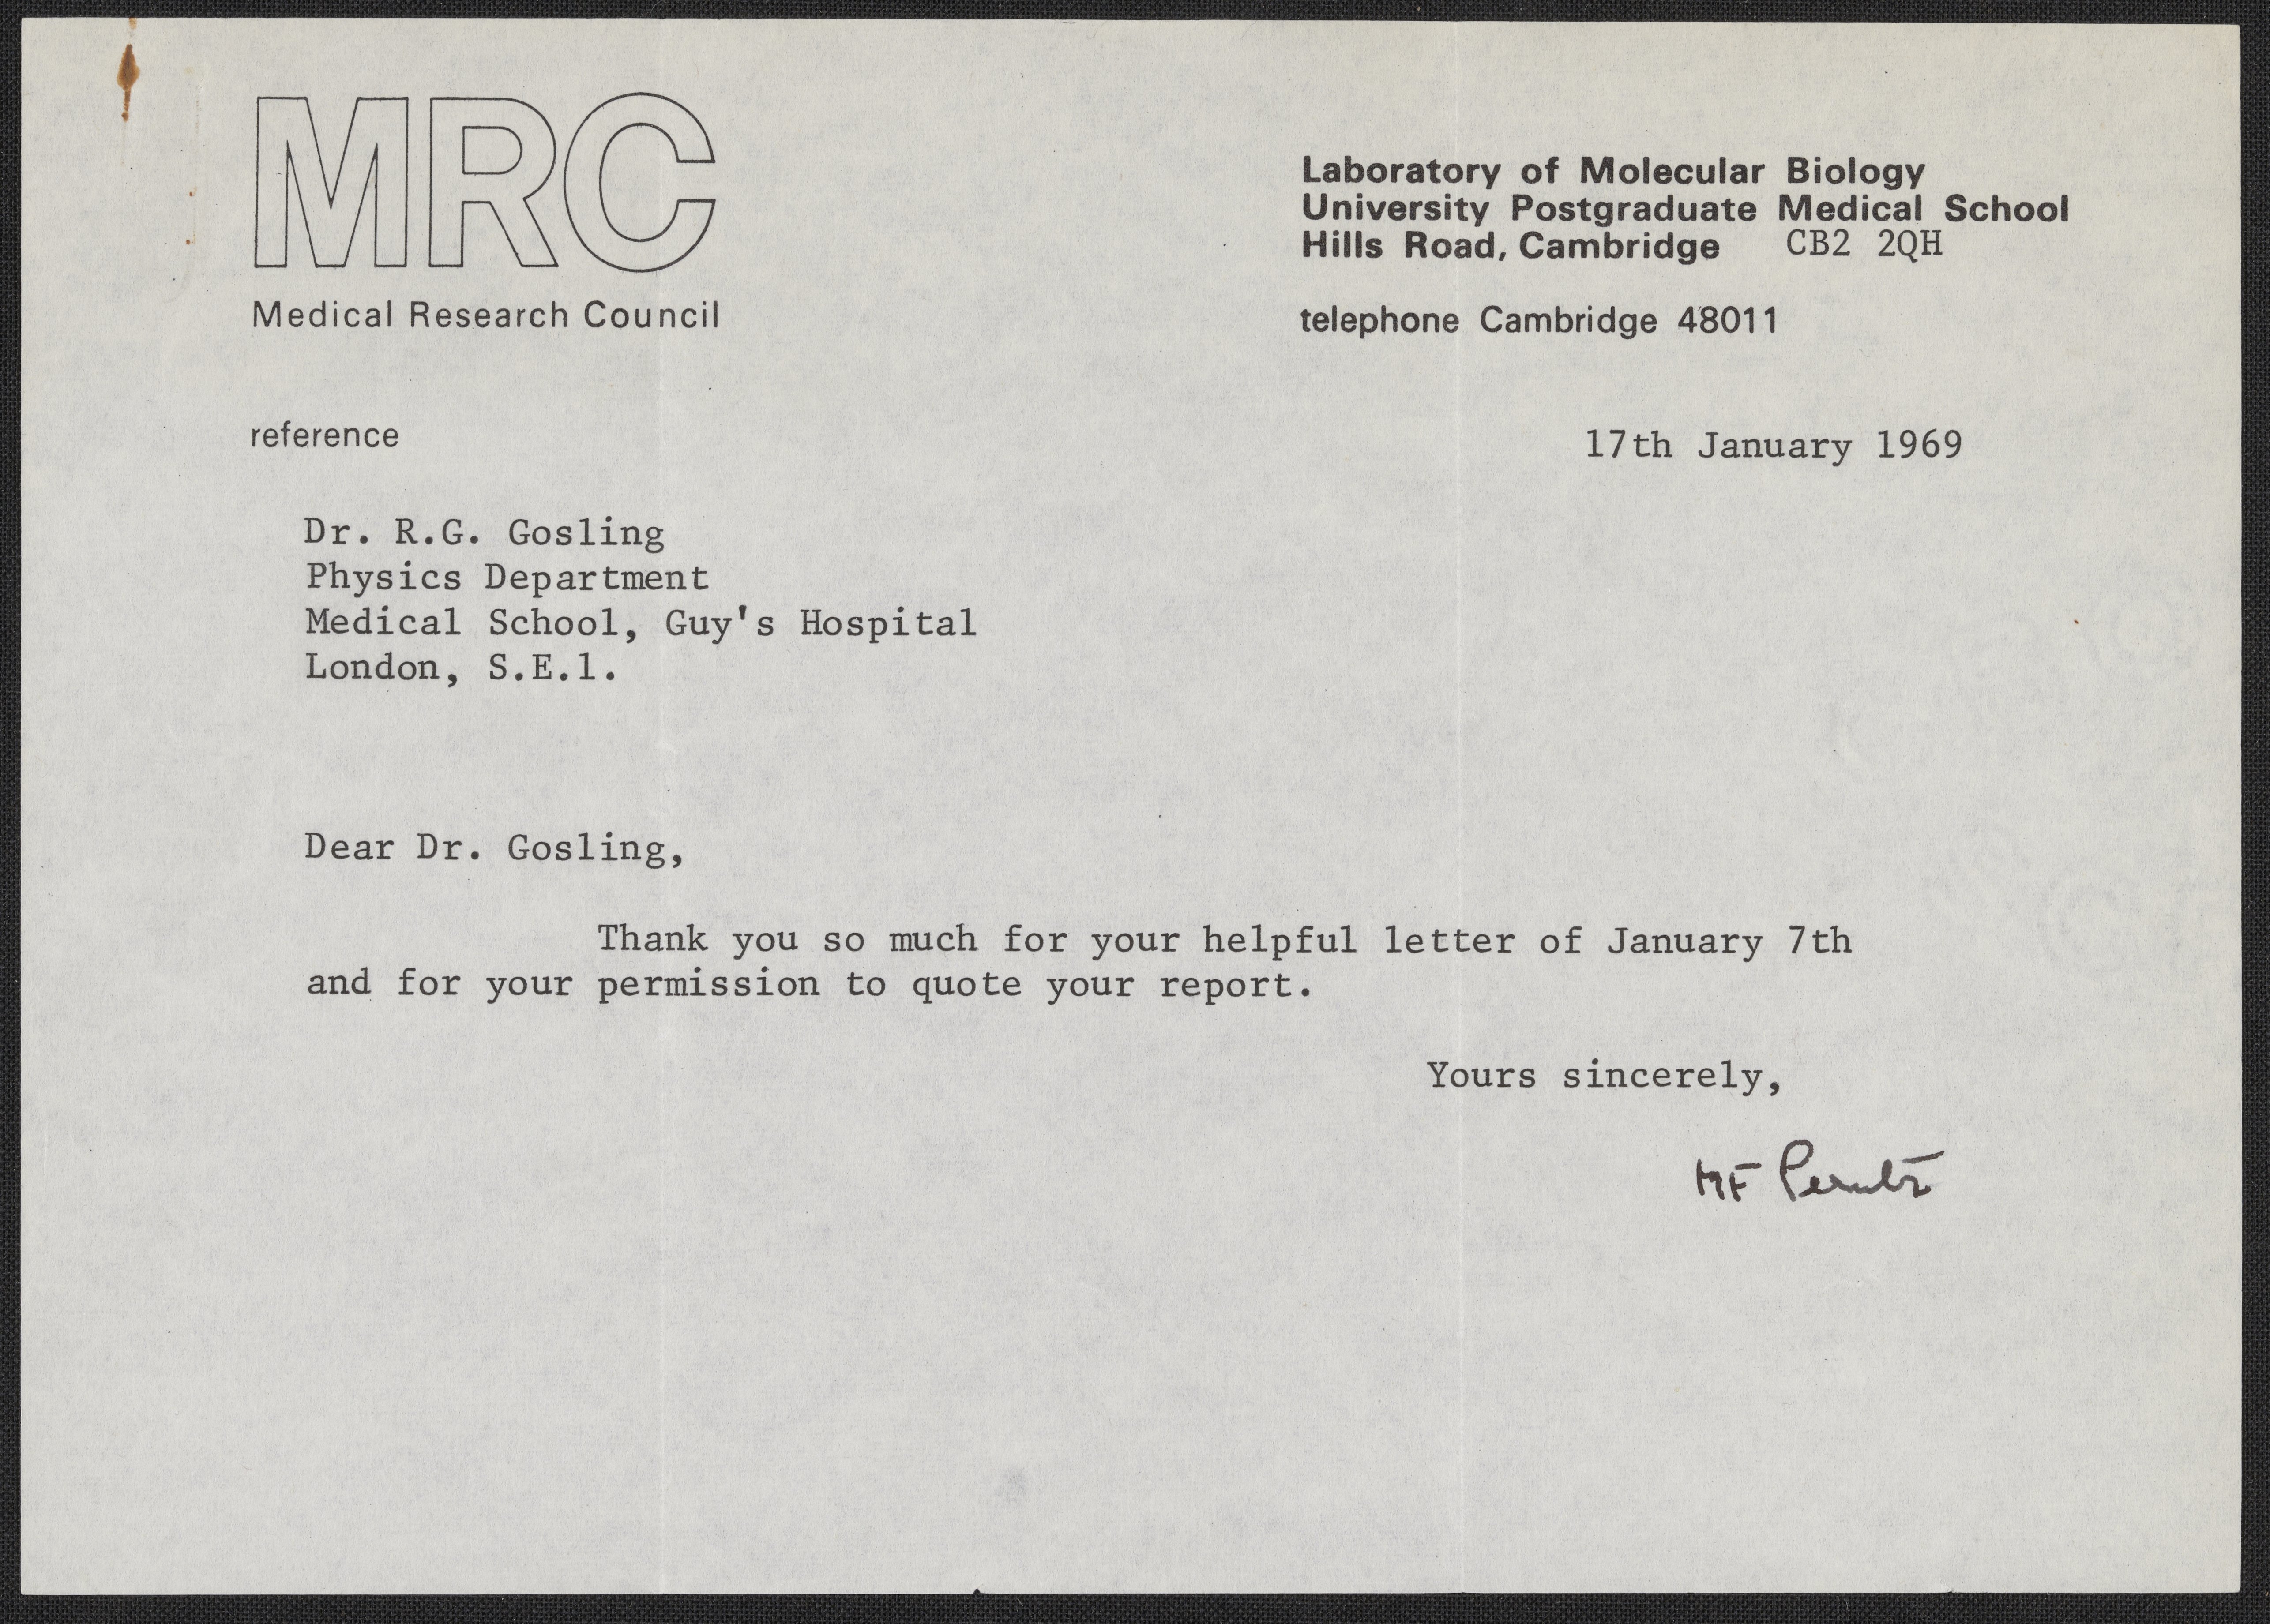 MRC
Medical Research Council
Laboratory of Molecular Biology
University Postgraduate Medical School
Hills Road, Cambridge CB2 2QH
telephone Cambridge 48011
reference
17th January 1969
Dr. R.G. Gosling
Physics Department
Medical School, Guy's Hospital
London, S.E.1.
Dear Dr. Gosling,
Thank you so much for your helpful letter of January 7th
and for your permission to quote your report.
Yours sincerely,
MF Perutz